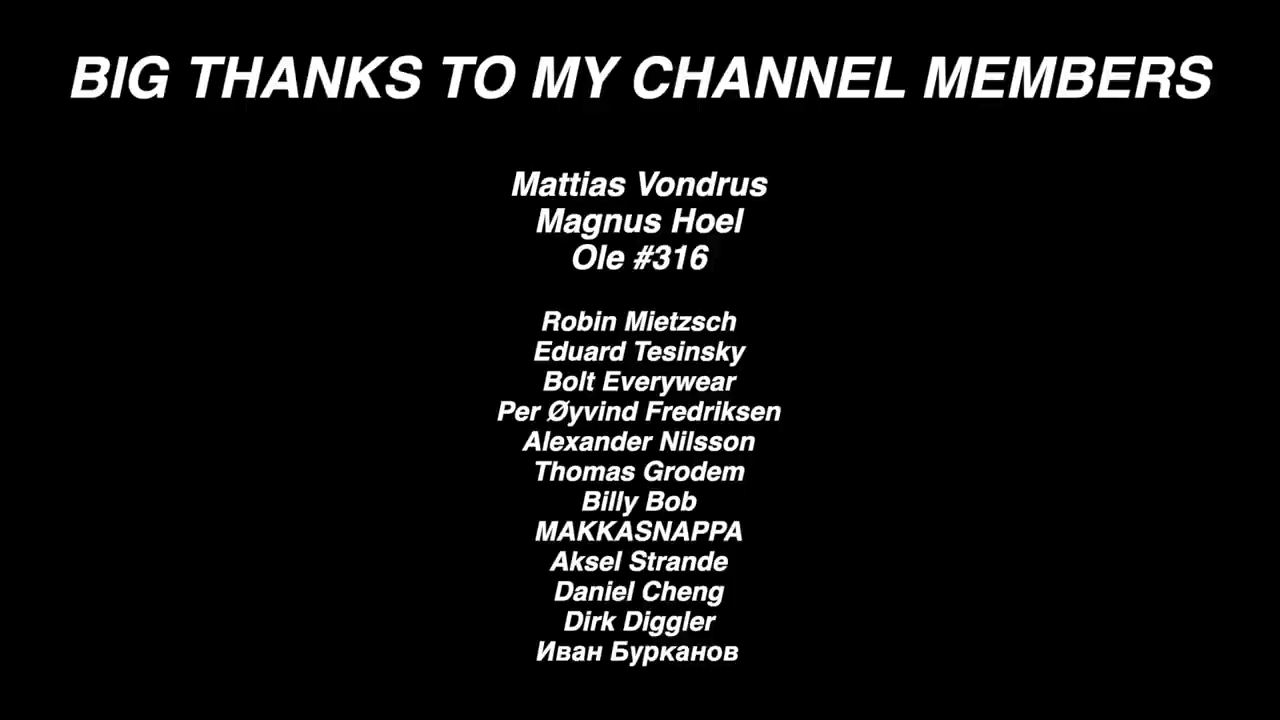 BIG THANKS TO MY CHANNEL MEMBERS
Mattias Vondrus
Magnus Hoel
Ole #316
Robin Mietzsch
Eduard Tesinsky
Bolt Everywear
Per Øyvind Fredriksen
Alexander Nilsson
Thomas Grodem
Billy Bob
MAKKASNAPPA
Aksel Strande
Daniel Cheng
Dirk Diggler
Иван Бурканов